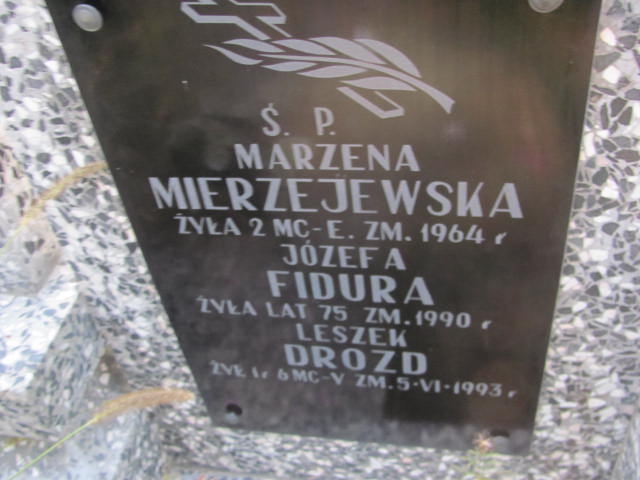 Ś. P.
MARZENA
MIERZEJEWSKA
ŻYŁA 2 MC-E. ZM. 1964 r
JÓZEFA
FIDURA
ŻYŁA LAT 75 ZM. 1990 r
LESZEK
DROZD
ŻYŁ 1 r 6 MC-Y ZM. 5-VI-1993 r